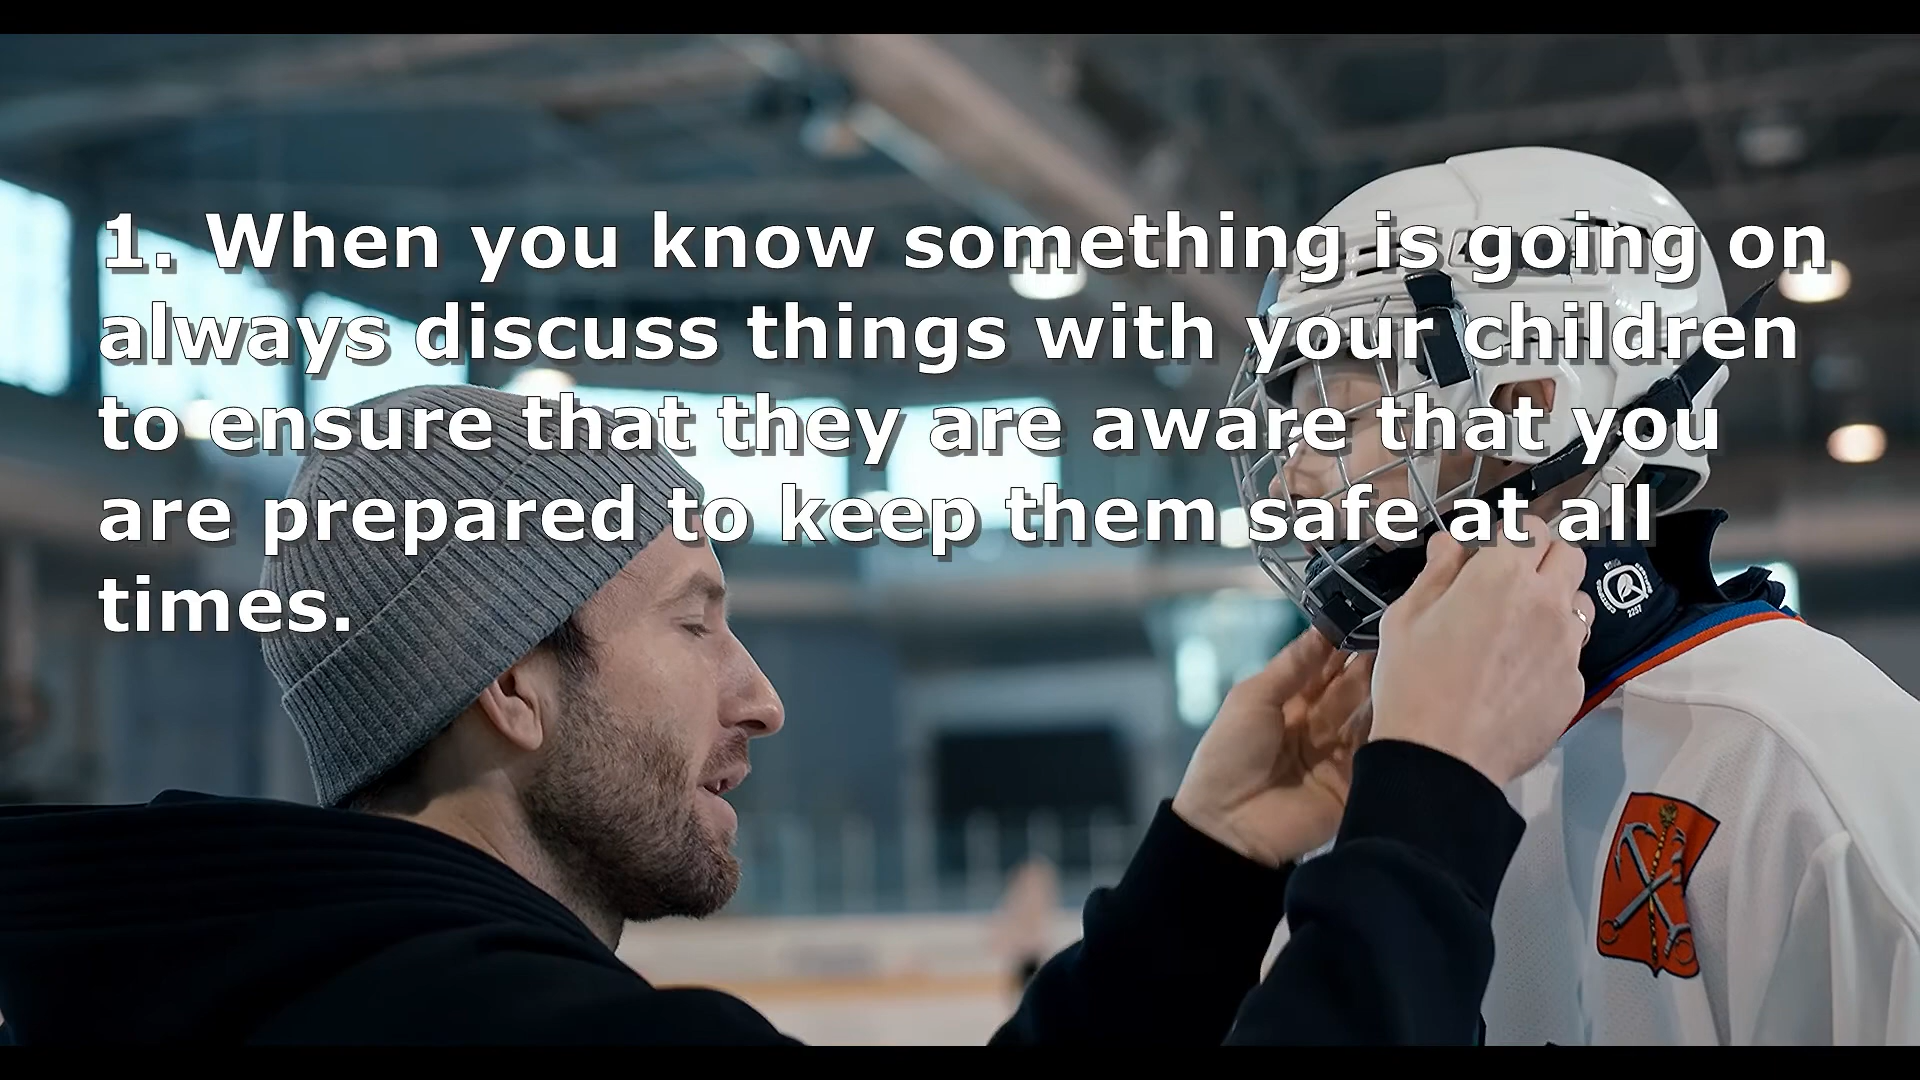 1. When you know something is going on
always discuss things with your children
to ensure that they are aware that you
are prepared to keep them safe at all
times.
2257